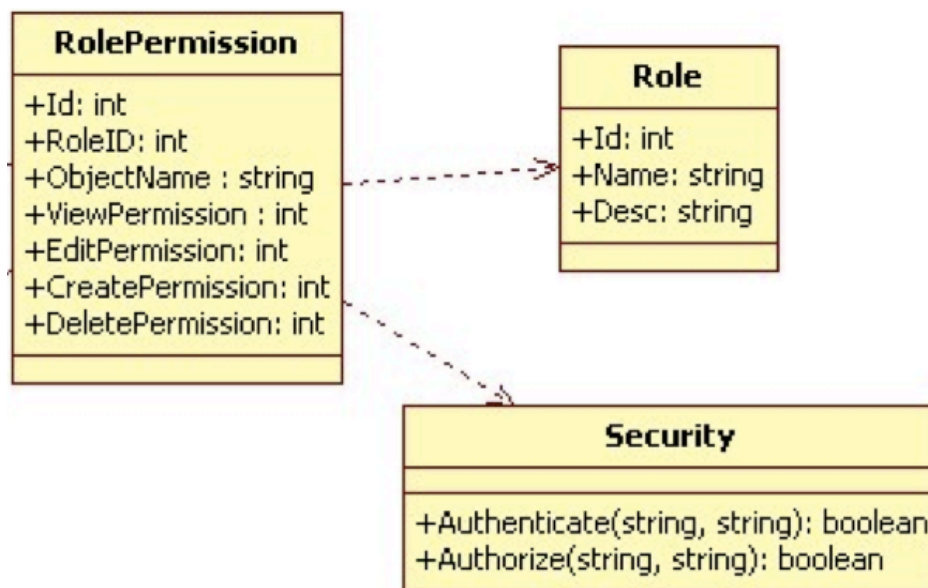 RolePermission
+Id: int
+RoleID: int
+ObjectName : string
+ViewPermission : int
+EditPermission: int
+CreatePermission: int
+DeletePermission: int
Role
+Id: int
+Name: string
+Desc: string
Security
+Authenticate(string, string): boolean
+Authorize(string, string): boolean